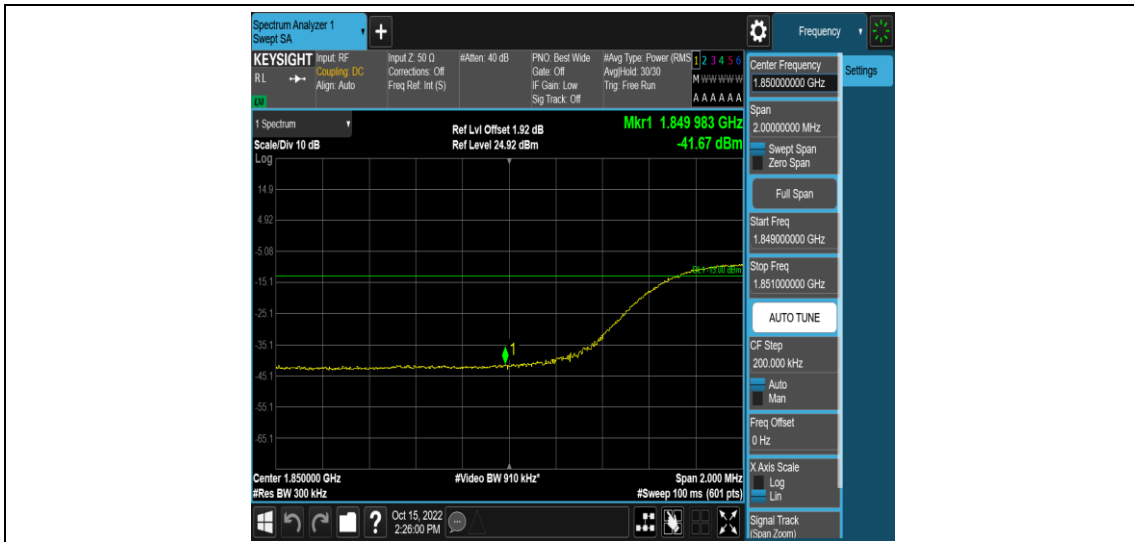 Spectrum Analyzer 1
Swept SA
+
Frequency
KEYSIGHT
RL
LXI
Input: RF
Coupling: DC
Align: Auto
Input Z: 50 Ω
Corrections: Off
Freq Ref: Int (S)
#Atten: 40 dB
PNO: Best Wide
Gate: Off
IF Gain: Low
Sig Track: Off
#Avg Type: Power (RMS
Avg|Hold: 30/30
Trig: Free Run
1 2 3 4 5 6
M W W W W W
A A A A A A
1 Spectrum
Scale/Div 10 dB
Ref Lvl Offset 1.92 dB
Ref Level 24.92 dBm
Mkr1 1.849 983 GHz
-41.67 dBm
Log
14.9
4.92
-5.08
-15.1
-25.1
-35.1
-45.1
-55.1
-65.1
DL1 -13.00 dBm
1
Center 1.850000 GHz
#Video BW 910 kHz*
Span 2.000 MHz
#Res BW 300 kHz
#Sweep 100 ms (601 pts)
?
Oct 15, 2022
2:26:00 PM
Center Frequency
1.850000000 GHz
Settings
Span
2.00000000 MHz
Swept Span
Zero Span
Full Span
Start Freq
1.849000000 GHz
Stop Freq
1.851000000 GHz
AUTO TUNE
CF Step
200.000 kHz
Auto
Man
Freq Offset
0 Hz
X Axis Scale
Log
Lin
Signal Track
(Span Zoom)